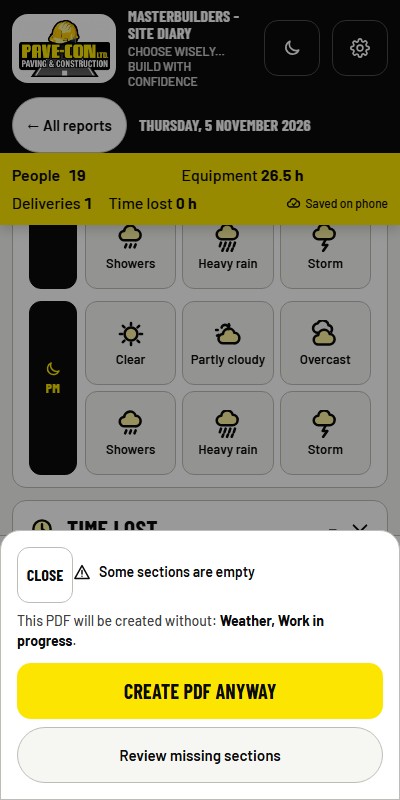 PAVE-CON LTD.
PAVING & CONSTRUCTION
MASTERBUILDERS -
SITE DIARY
CHOOSE WISELY...
BUILD WITH
CONFIDENCE
← All reports
THURSDAY, 5 NOVEMBER 2026
People 19
Equipment 26.5 h
Deliveries 1
Time lost 0 h
Saved on phone
Showers
Heavy rain
Storm
PM
Clear
Partly cloudy
Overcast
Showers
Heavy rain
Storm
TIME LOST
CLOSE
Some sections are empty
This PDF will be created without: Weather, Work in
progress.
CREATE PDF ANYWAY
Review missing sections